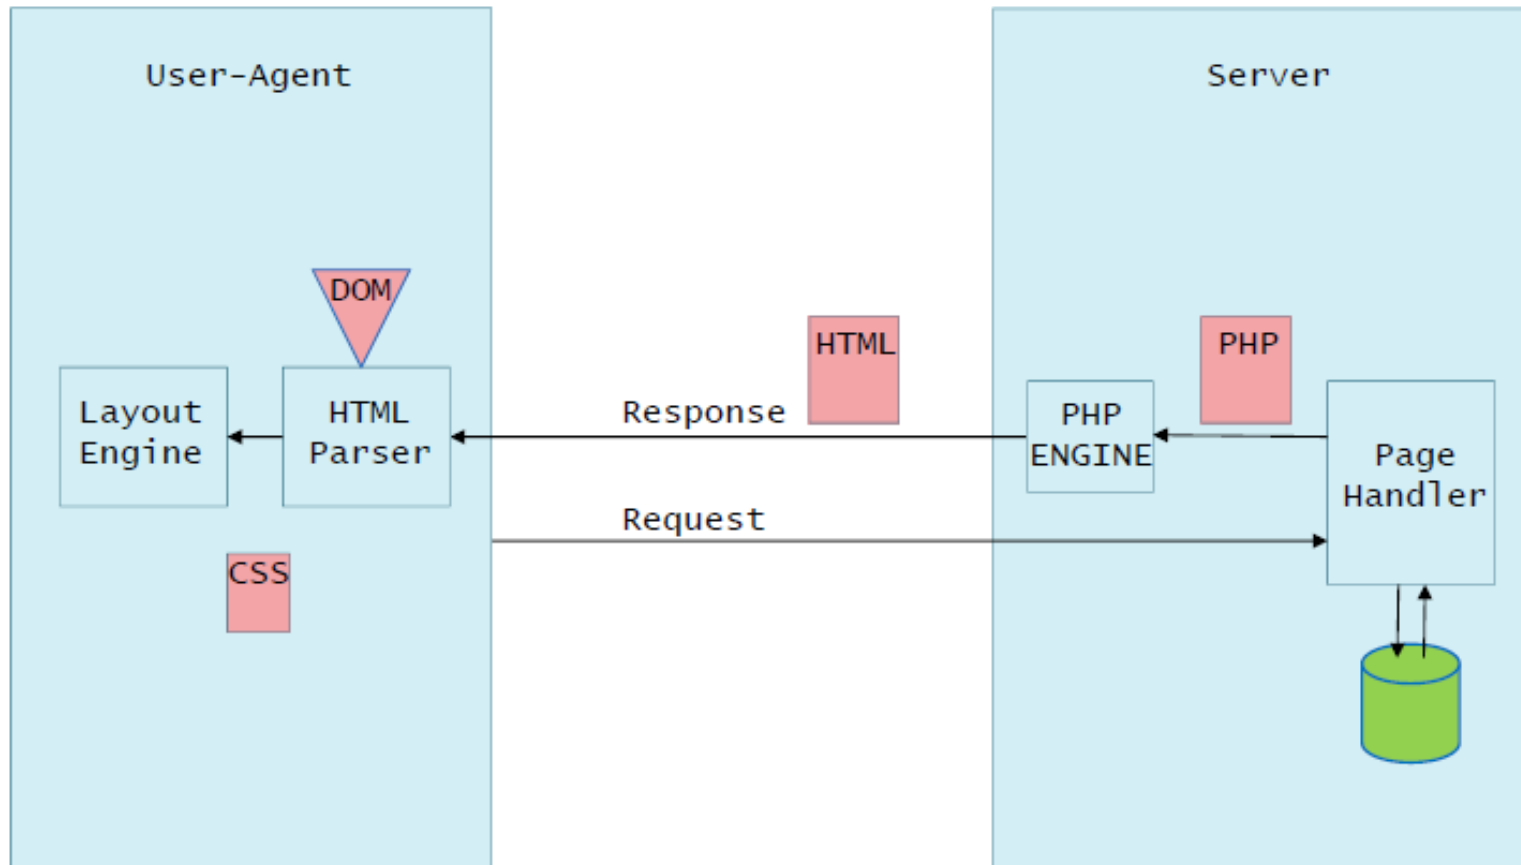 User-Agent
Server
DOM
HTML
PHP
Layout
Engine
HTML
Parser
Response
PHP
ENGINE
Page
Handler
Request
CSS